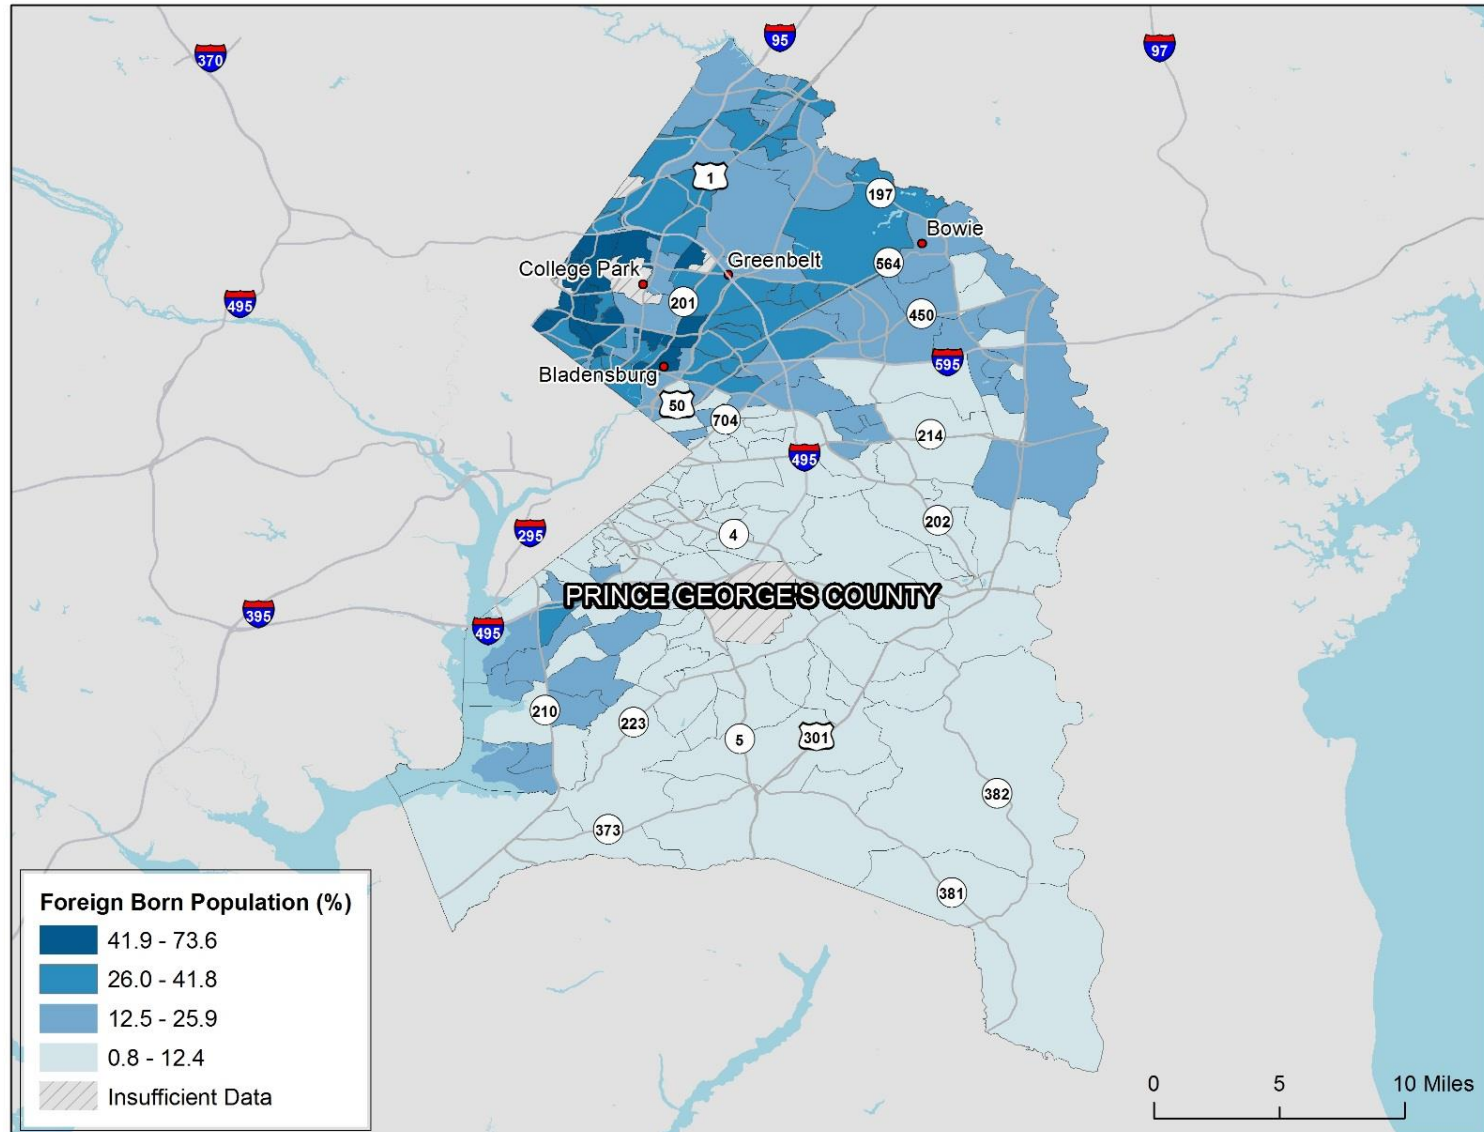 95
97
370
1
197
Bowie
Greenbelt
564
College Park
201
495
450
595
Bladensburg
50
704
214
495
202
295
4
PRINCE GEORGE'S COUNTY
395
495
210
223
5
301
382
373
381
Foreign Born Population (%)
41.9 - 73.6
26.0 - 41.8
12.5 - 25.9
0.8 - 12.4
Insufficient Data
0 5 10 Miles